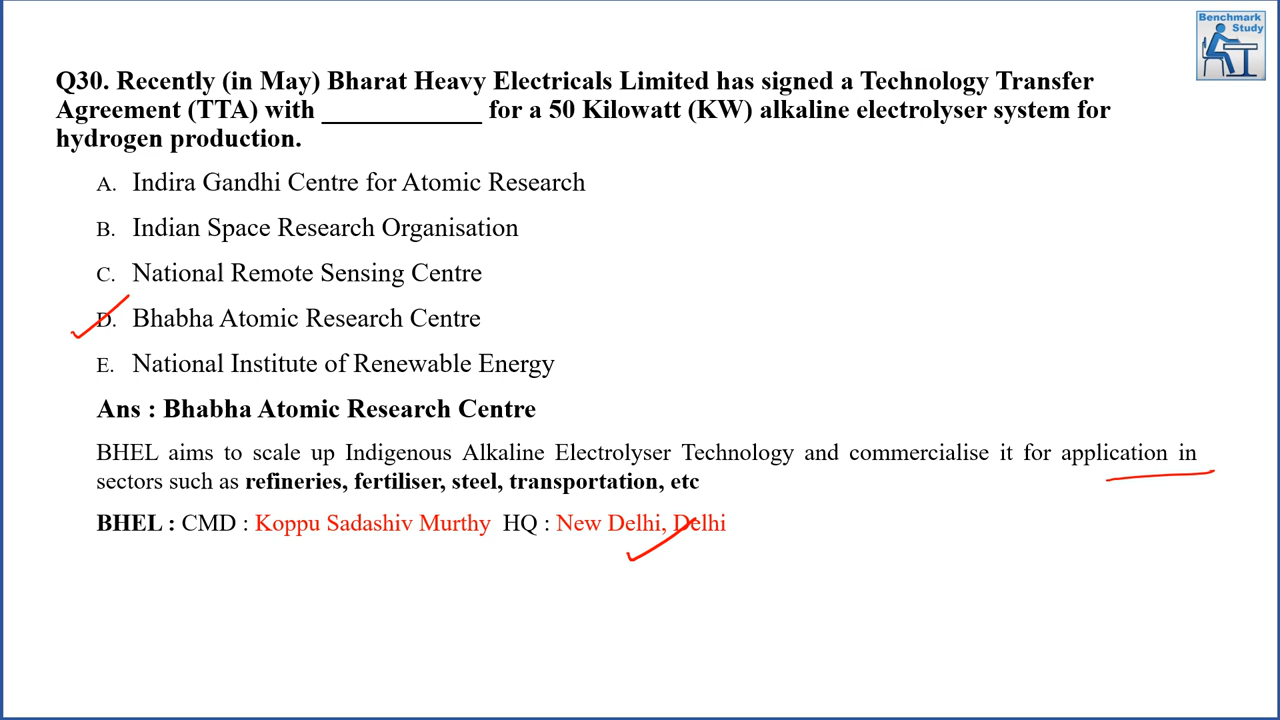 Benchmark
Study
Q30. Recently (in May) Bharat Heavy Electricals Limited has signed a Technology Transfer
Agreement (TTA) with ____________ for a 50 Kilowatt (KW) alkaline electrolyser system for
hydrogen production.
A. Indira Gandhi Centre for Atomic Research
B. Indian Space Research Organisation
C. National Remote Sensing Centre
D. Bhabha Atomic Research Centre
E. National Institute of Renewable Energy
Ans : Bhabha Atomic Research Centre
BHEL aims to scale up Indigenous Alkaline Electrolyser Technology and commercialise it for application in
sectors such as refineries, fertiliser, steel, transportation, etc
BHEL : CMD : Koppu Sadashiv Murthy HQ : New Delhi, Delhi